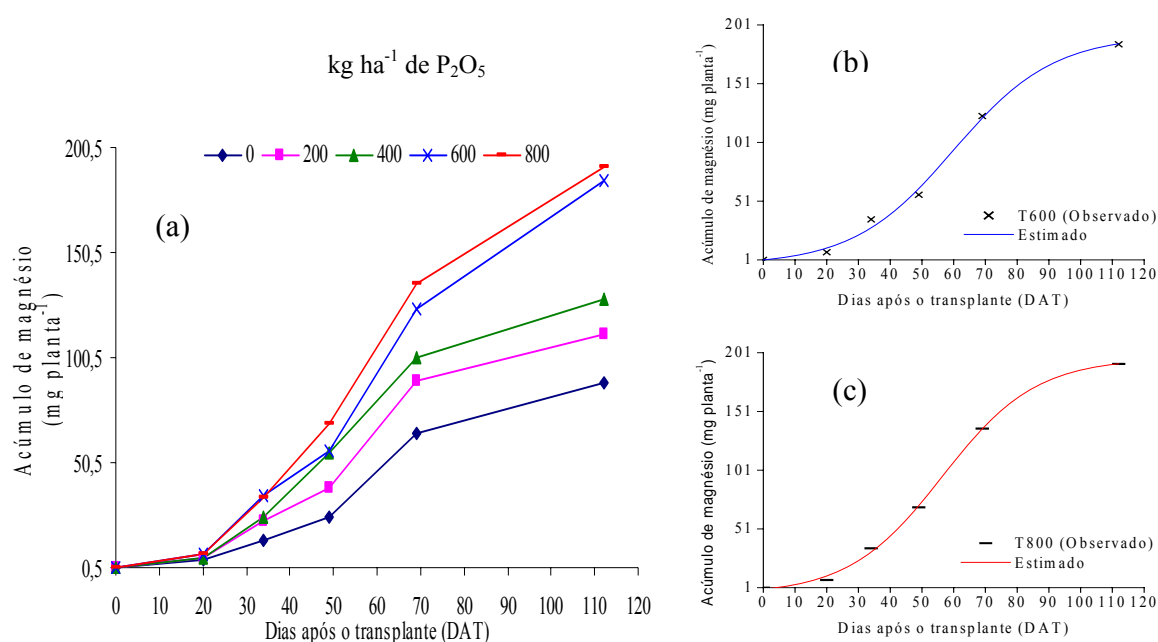 kg ha⁻¹ de P₂O₅
0 200 400 600 800
(a)
Acúmulo de magnésio
(mg planta⁻¹)
200,5
150,5
100,5
50,5
0,5
0 20 30 40 50 60 70 80 90 100 110 120
Dias após o transplante (DAT)
(b)
Acúmulo de magnésio (mg planta⁻¹)
201
151
101
51
1
T600 (Observado)
Estimado
0 10 20 30 40 50 60 70 80 90 100 110 120
Dias após o transplante (DAT)
(c)
Acúmulo de magnésio (mg planta⁻¹)
201
151
101
51
1
T800 (Observado)
Estimado
0 10 20 30 40 50 60 70 80 90 100 110 120
Dias após o transplante (DAT)